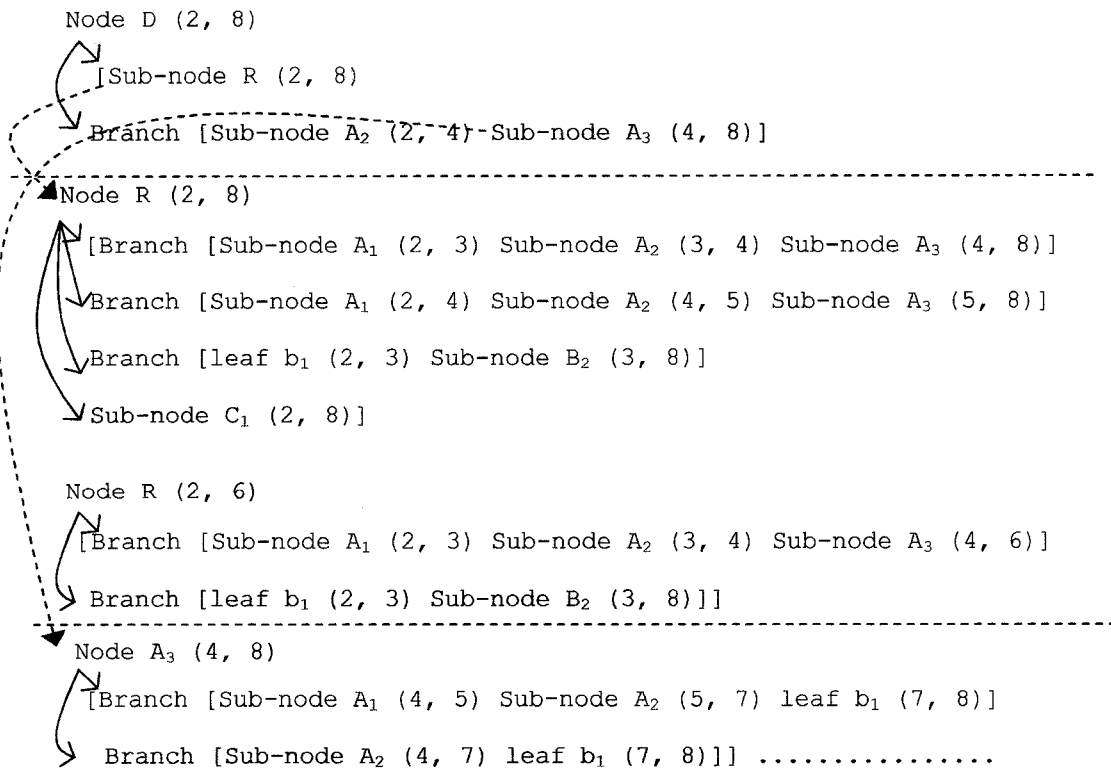 Node D (2, 8)
[Sub-node R (2, 8)
Branch [Sub-node A₂ (2, 4) Sub-node A₃ (4, 8)]
Node R (2, 8)
[Branch [Sub-node A₁ (2, 3) Sub-node A₂ (3, 4) Sub-node A₃ (4, 8)]
Branch [Sub-node A₁ (2, 4) Sub-node A₂ (4, 5) Sub-node A₃ (5, 8)]
Branch [leaf b₁ (2, 3) Sub-node B₂ (3, 8)]
Sub-node C₁ (2, 8)]
Node R (2, 6)
[Branch [Sub-node A₁ (2, 3) Sub-node A₂ (3, 4) Sub-node A₃ (4, 6)]
Branch [leaf b₁ (2, 3) Sub-node B₂ (3, 8)]]
Node A₃ (4, 8)
[Branch [Sub-node A₁ (4, 5) Sub-node A₂ (5, 7) leaf b₁ (7, 8)]
Branch [Sub-node A₂ (4, 7) leaf b₁ (7, 8)]] ................